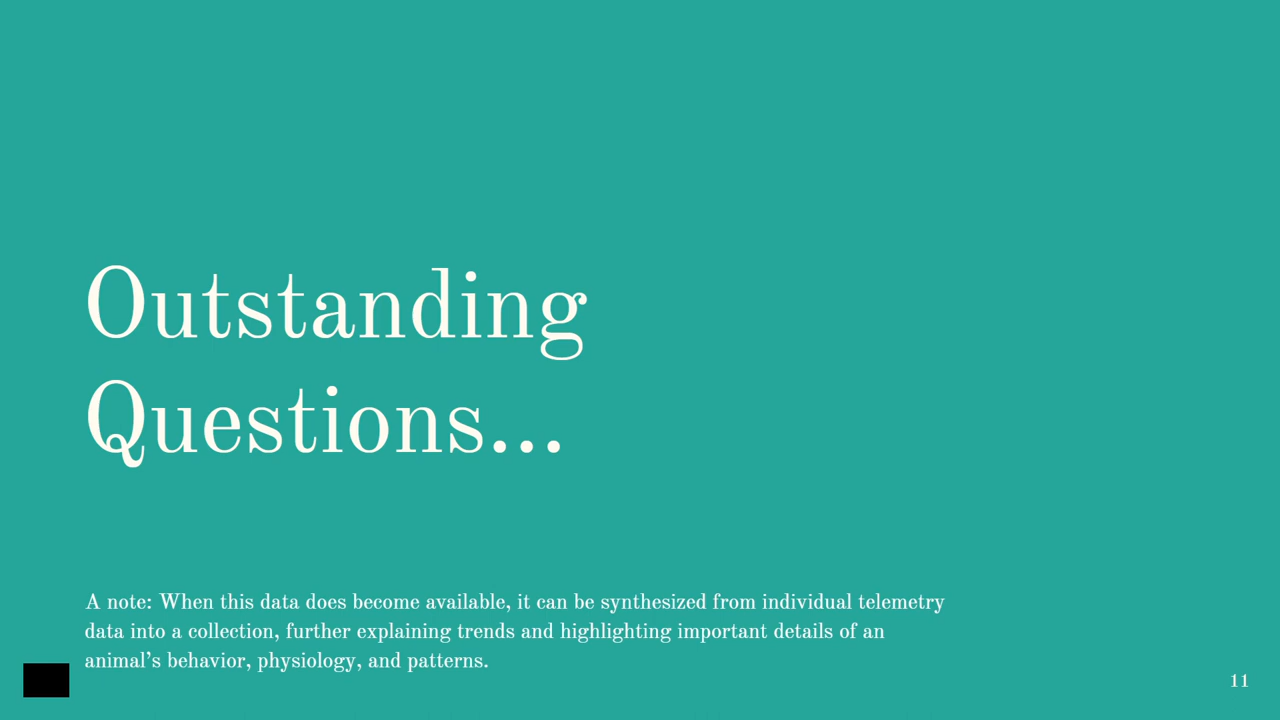 Outstanding
Questions...
A note: When this data does become available, it can be synthesized from individual telemetry
data into a collection, further explaining trends and highlighting important details of an
animal’s behavior, physiology, and patterns.
11